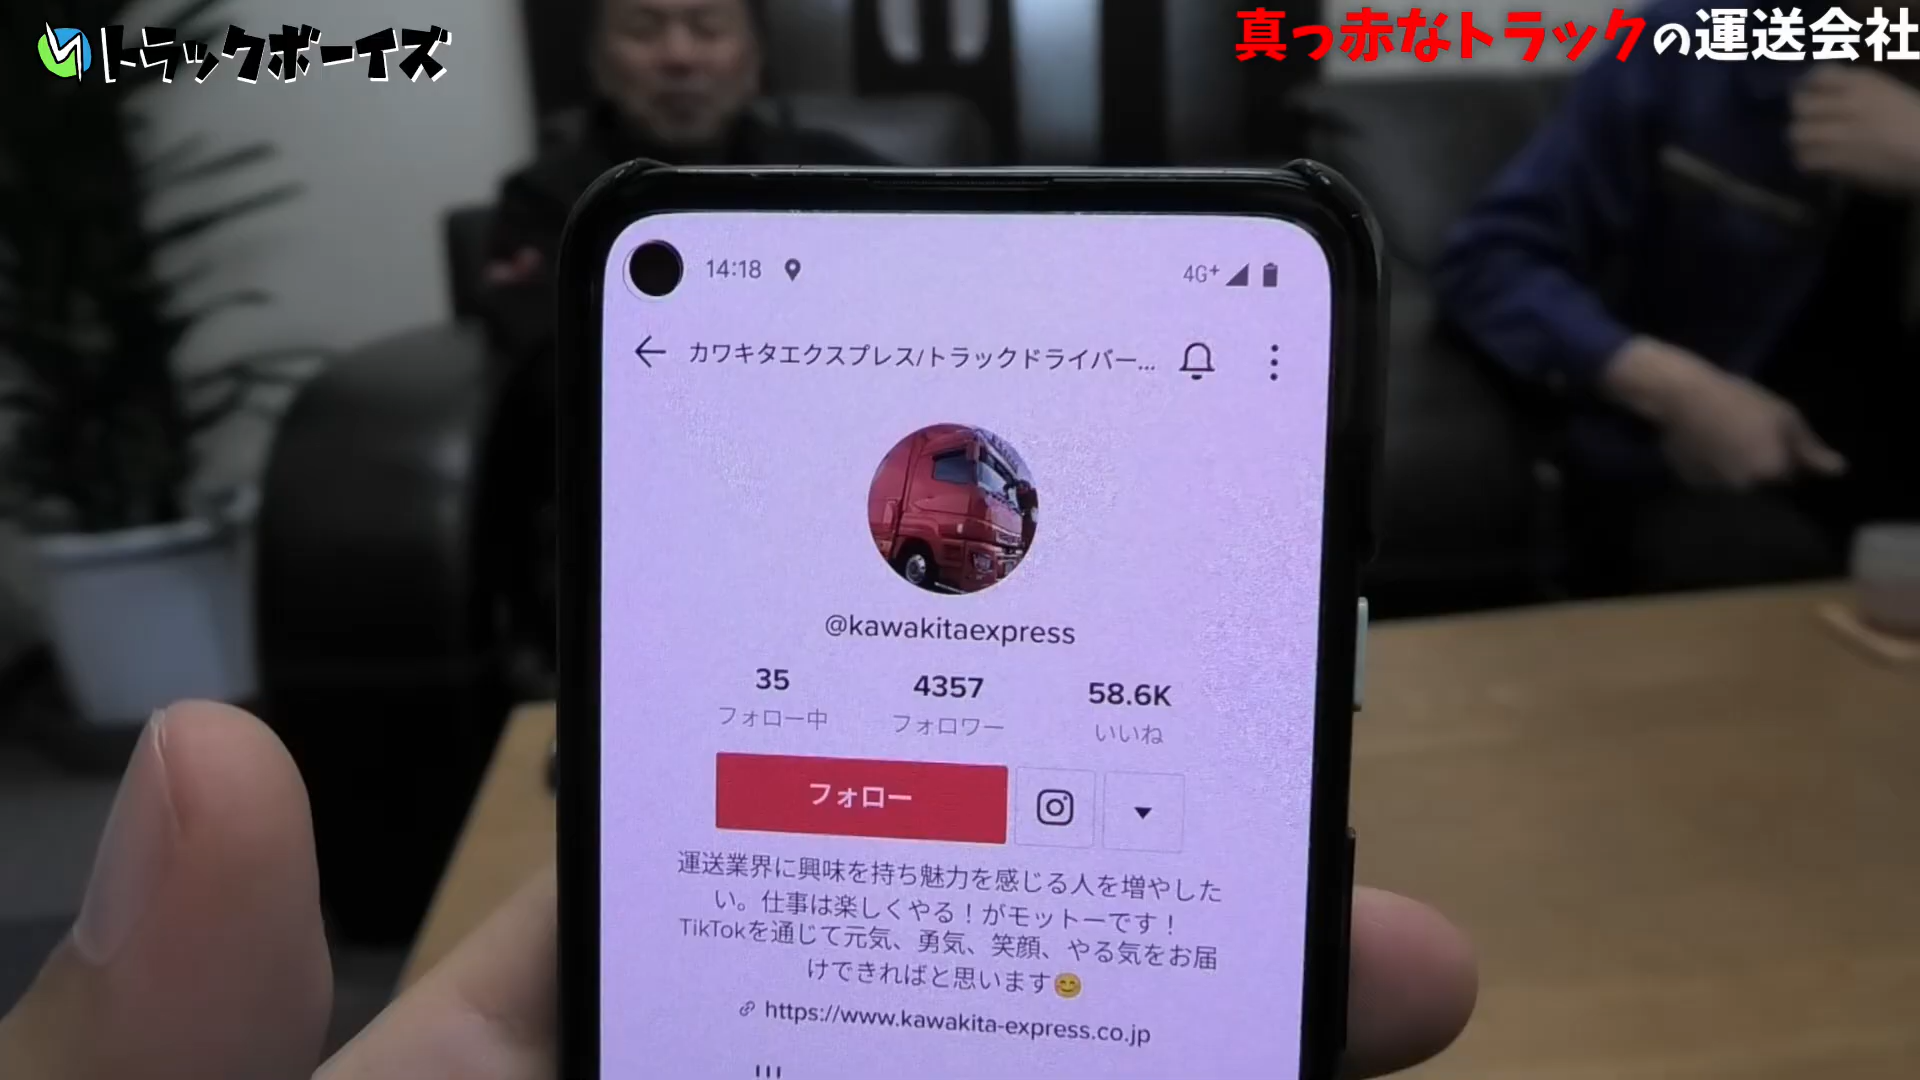 トラックボーイズ
真っ赤なトラックの運送会社
14:18
4G+
カワキタエクスプレス/トラックドライバー...
@kawakitaexpress
35
4357
58.6K
フォロー中
フォロワー
いいね
フォロー
運送業界に興味を持ち魅力を感じる人を増やした
い。仕事は楽しくやる！がモットーです！
TikTokを通じて元気、勇気、笑顔、やる気をお届
けできればと思います😊
https://www.kawakita-express.co.jp